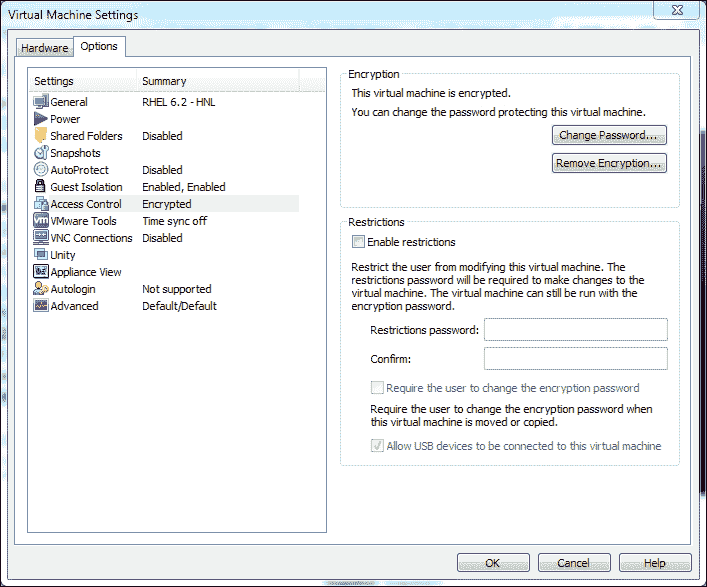 Virtual Machine Settings
Hardware
Options
Settings Summary
General RHEL 6.2 - HNL
Power
Shared Folders Disabled
Snapshots
AutoProtect Disabled
Guest Isolation Enabled, Enabled
Access Control Encrypted
VMware Tools Time sync off
VNC Connections Disabled
Unity
Appliance View
Autologin Not supported
Advanced Default/Default
Encryption
This virtual machine is encrypted.
You can change the password protecting this virtual machine.
Change Password...
Remove Encryption...
Restrictions
Enable restrictions
Restrict the user from modifying this virtual machine. The
restrictions password will be required to make changes to the
virtual machine. The virtual machine can still be run with the
encryption password.
Restrictions password:
Confirm:
Require the user to change the encryption password
Require the user to change the encryption password when
this virtual machine is moved or copied.
Allow USB devices to be connected to this virtual machine
OK Cancel Help